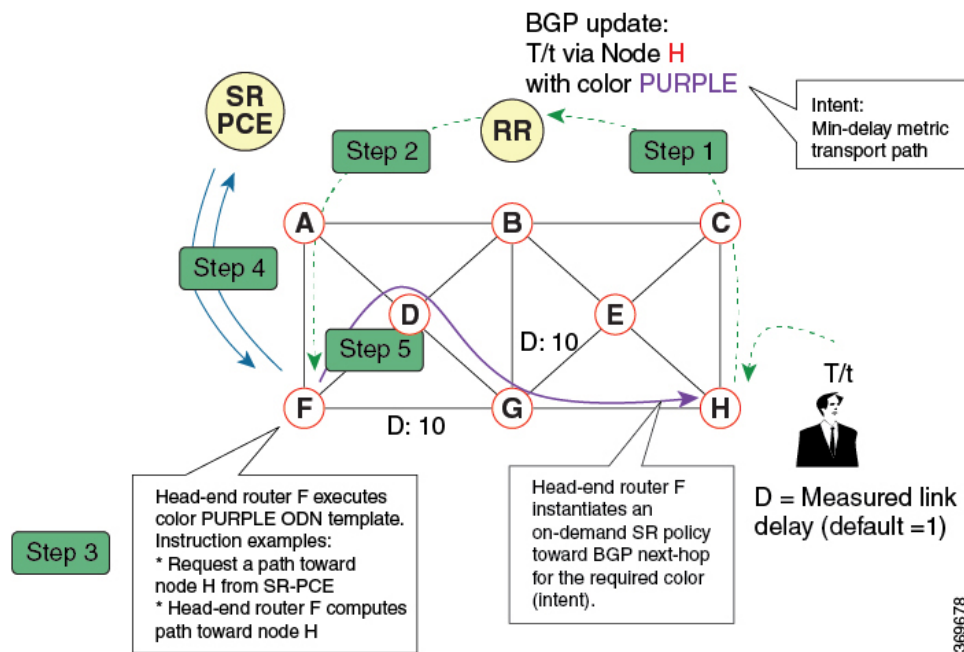 BGP update:
T/t via Node H
with color PURPLE
SR
PCE
RR
Intent:
Min-delay metric
transport path
Step 2
Step 1
A
B
C
Step 4
D
E
Step 5
D: 10
T/t
F
G
H
D: 10
Head-end router F executes
color PURPLE ODN template.
Instruction examples:
* Request a path toward
node H from SR-PCE
* Head-end router F computes
path toward node H
Head-end router F
instantiates an
on-demand SR policy
toward BGP next-hop
for the required color
(intent).
D = Measured link
delay (default =1)
Step 3
369678